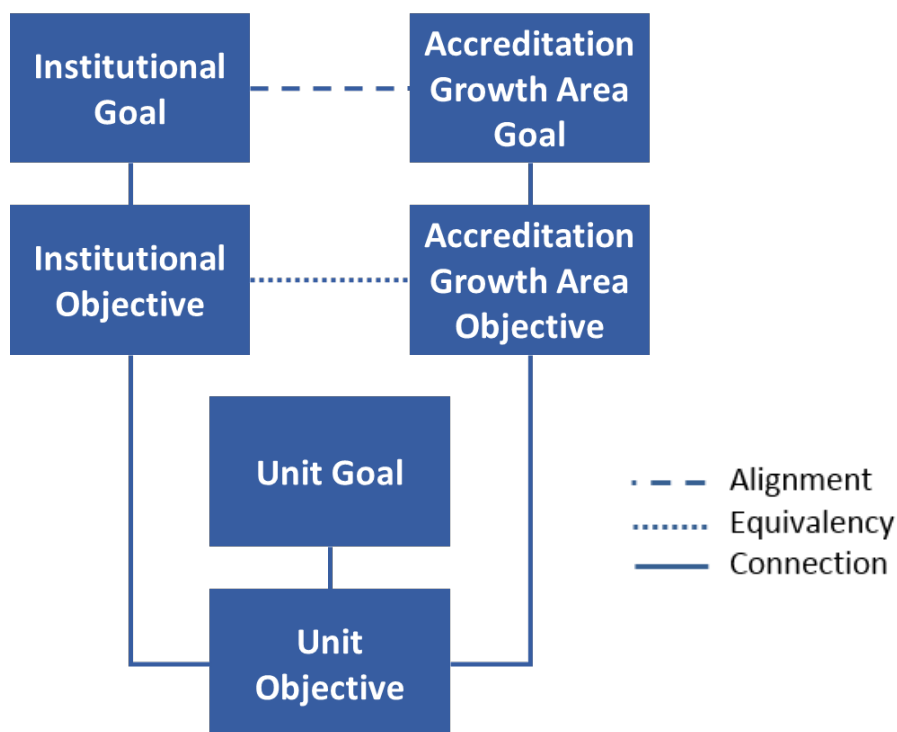 Institutional
Goal
Accreditation
Growth Area
Goal
Institutional
Objective
Accreditation
Growth Area
Objective
Unit Goal
Unit
Objective
Alignment
Equivalency
Connection